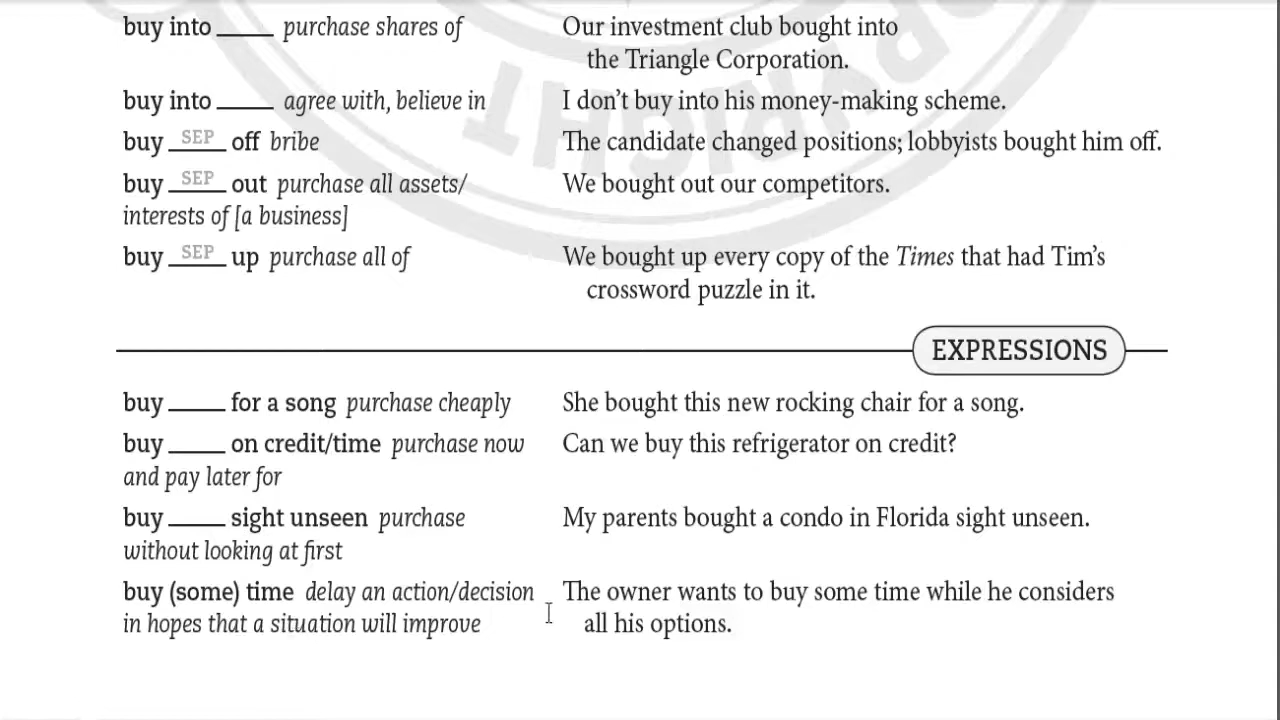 buy into ____ purchase shares of Our investment club bought into
the Triangle Corporation.
buy into ____ agree with, believe in I don't buy into his money-making scheme.
buy SEP off bribe The candidate changed positions; lobbyists bought him off.
buy SEP out purchase all assets/ We bought out our competitors.
interests of [a business]
buy SEP up purchase all of We bought up every copy of the Times that had Tim's
crossword puzzle in it.
EXPRESSIONS
buy ____ for a song purchase cheaply She bought this new rocking chair for a song.
buy ____ on credit/time purchase now Can we buy this refrigerator on credit?
and pay later for
buy ____ sight unseen purchase My parents bought a condo in Florida sight unseen.
without looking at first
buy (some) time delay an action/decision The owner wants to buy some time while he considers
in hopes that a situation will improve all his options.